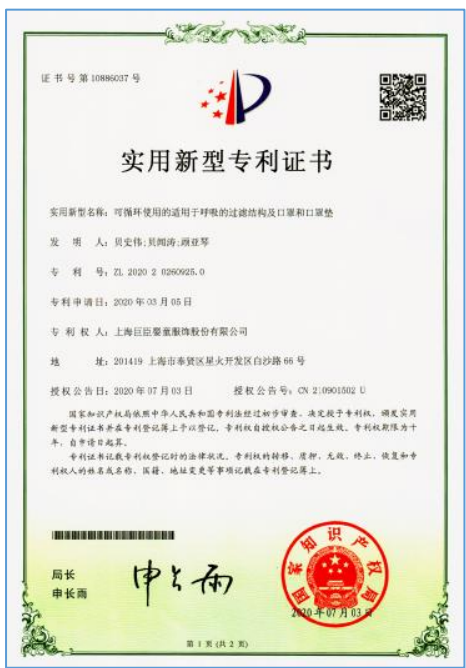 证书号第10886037号
实用新型专利证书
实用新型名称：可循环使用的适用于呼吸的过滤结构及口罩和口罩垫
发 明 人：贝史伟;贝闻涛;顾亚琴
专 利 号：ZL 2020 2 0260925.0
专利申请日：2020年03月05日
专 利 权 人：上海巨臣婴童服饰股份有限公司
地 址：201419 上海市奉贤区星火开发区白沙路66号
授权公告日：2020年07月03日 授权公告号：CN 210901502 U
国家知识产权局依照中华人民共和国专利法经过初步审查，决定授予专利权，颁发实用
新型专利证书并在专利登记簿上予以登记。专利权自授权公告之日起生效。专利权期限为十
年，自申请日起算。
专利证书记载专利权登记时的法律状况。专利权的转移、质押、无效、终止、恢复和专
利权人的姓名或名称、国籍、地址变更等事项记载在专利登记簿上。
局长
申长雨
申长雨
国家知识产权局
2020年07月03日
第 1 页 (共 2 页)